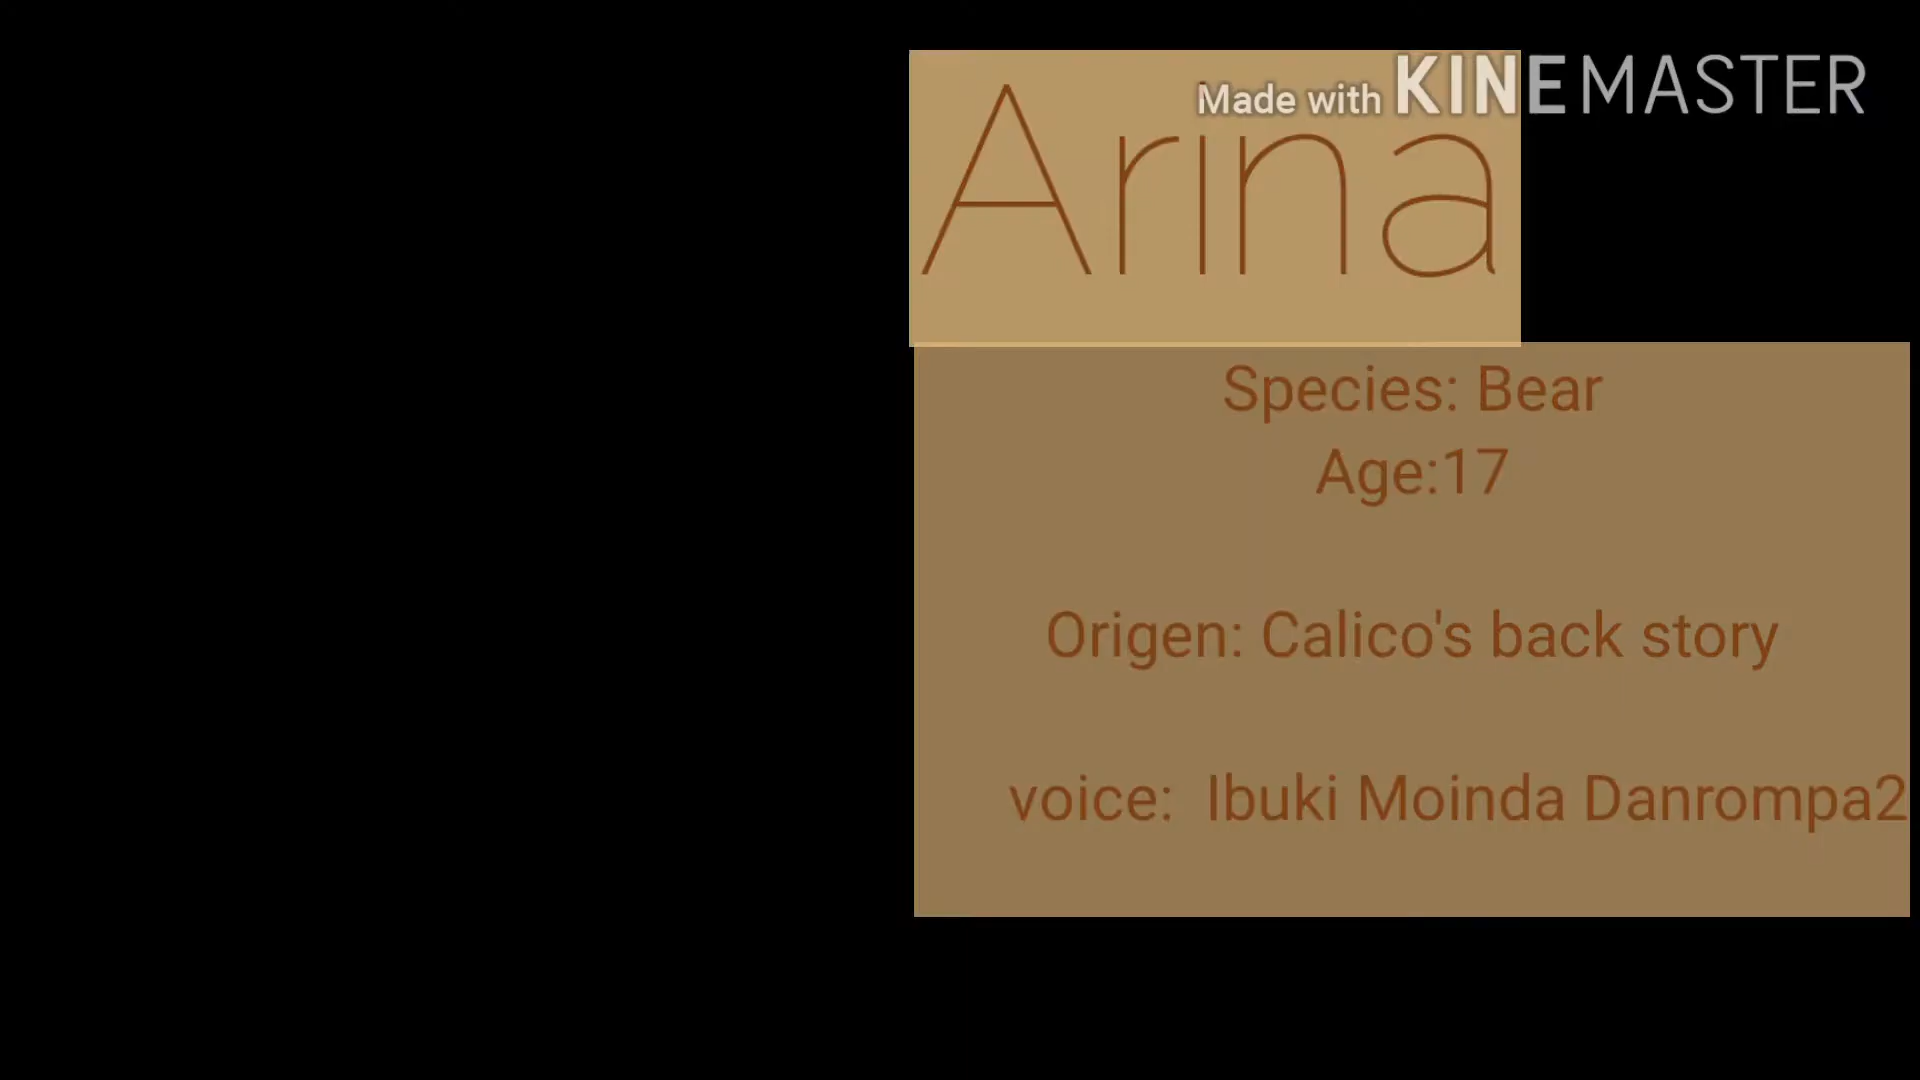 Made with KINEMASTER
Arina
Species: Bear
Age:17
Origen: Calico's back story
voice: Ibuki Moinda Danrompa2